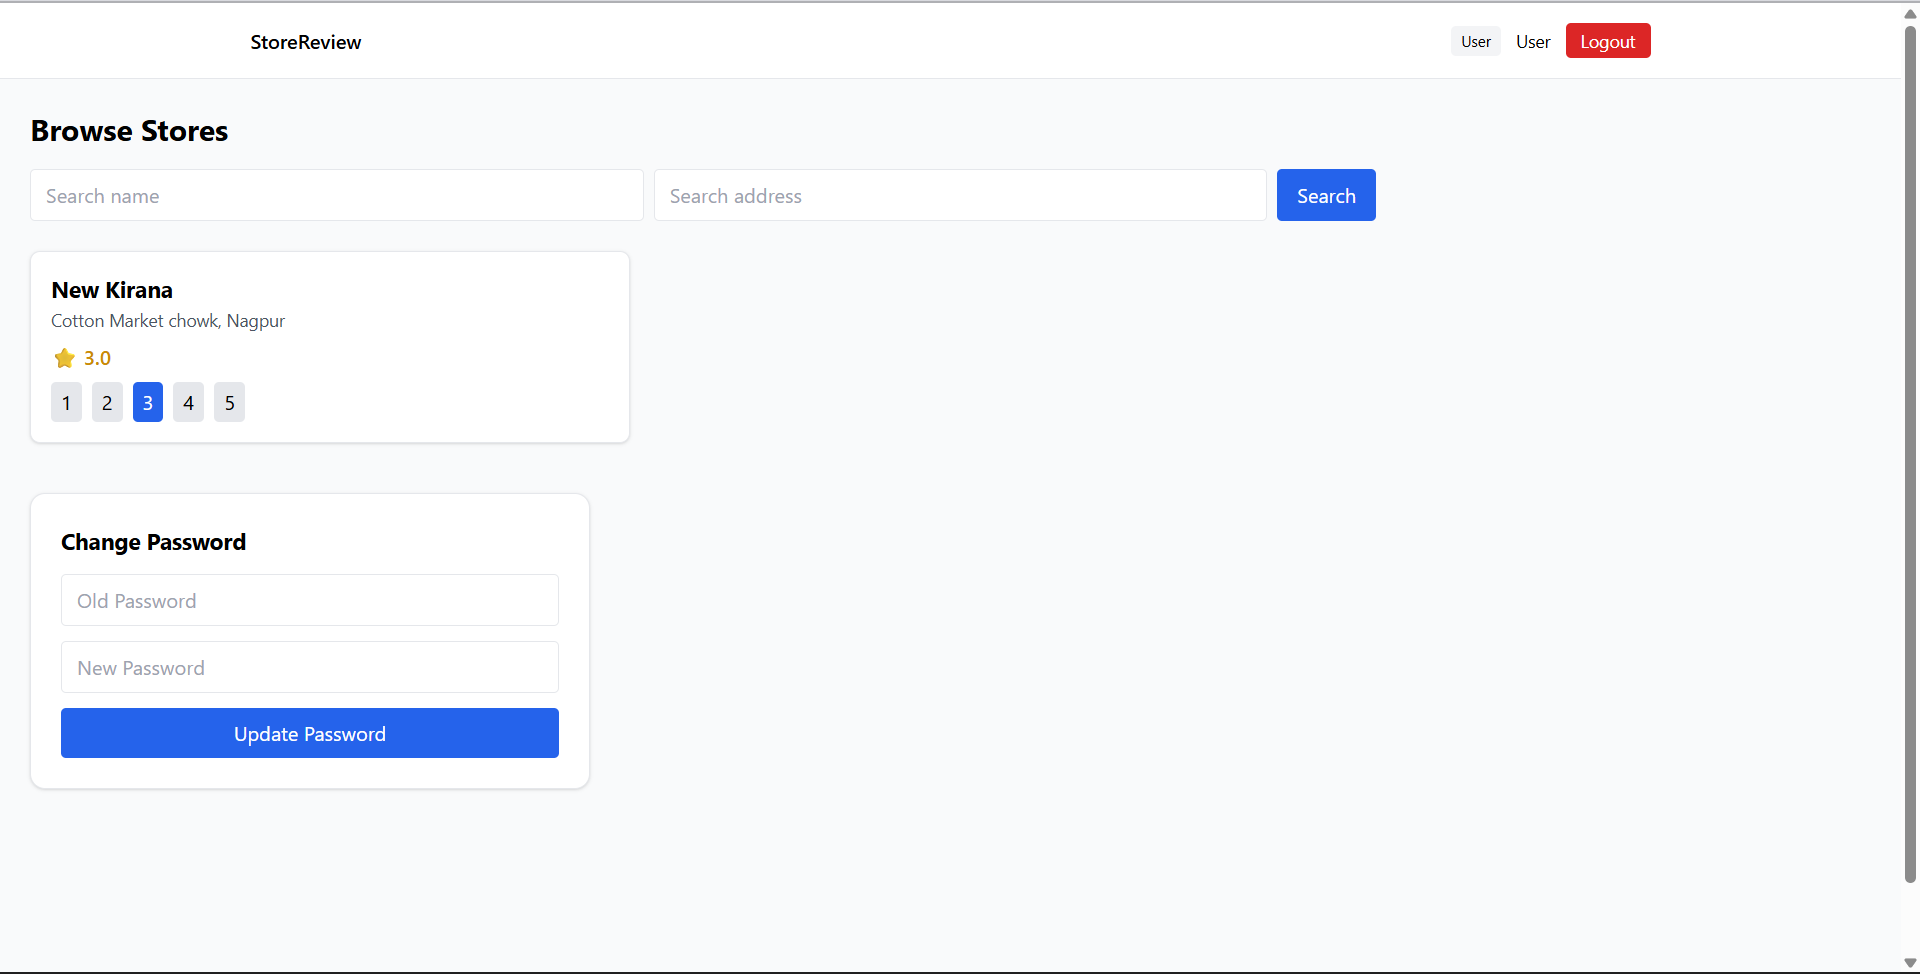 StoreReview
User User Logout
Browse Stores
Search name Search address Search
New Kirana
Cotton Market chowk, Nagpur
3.0
1 2 3 4 5
Change Password
Old Password
New Password
Update Password